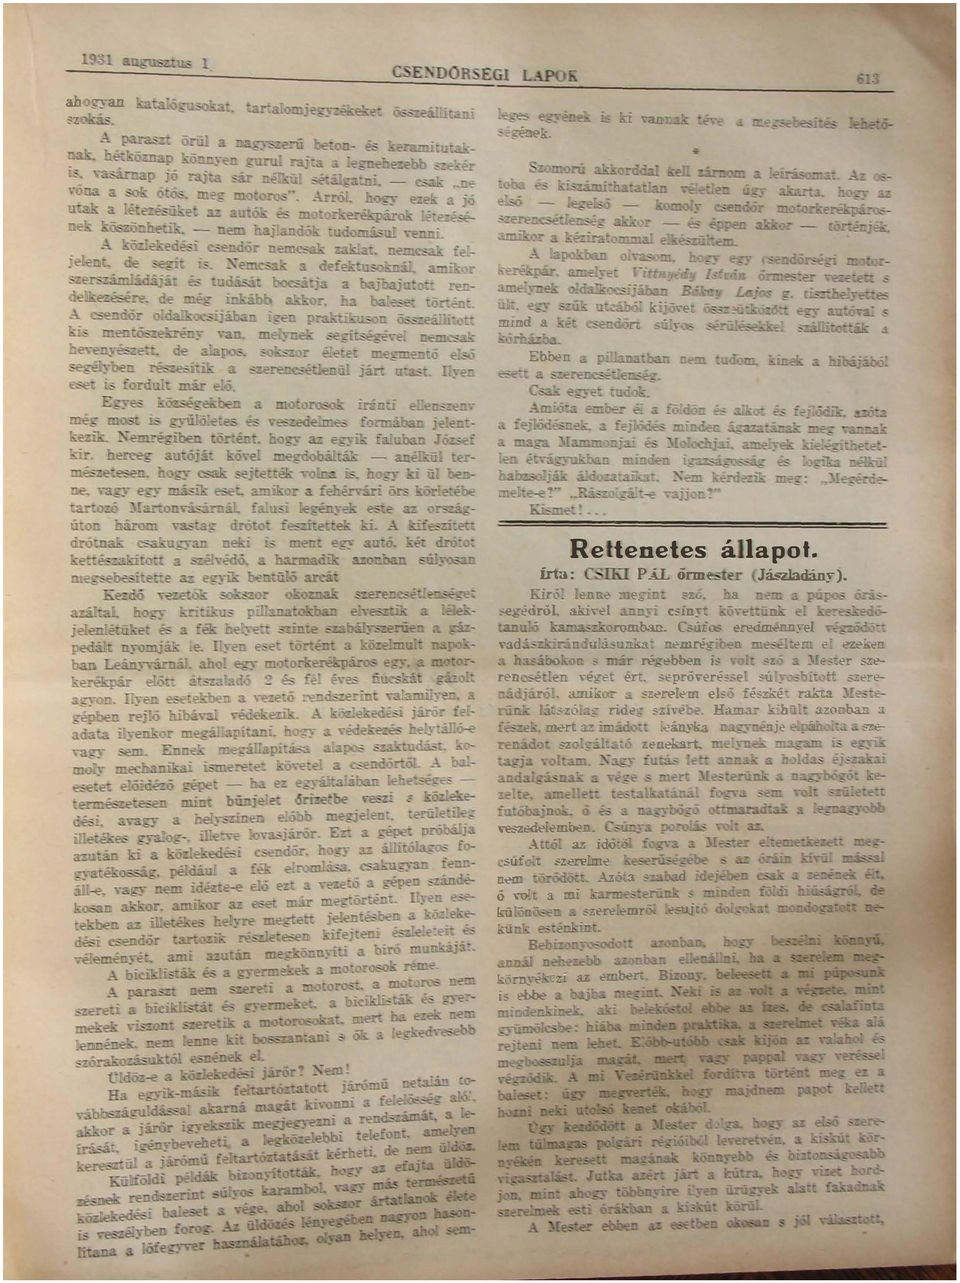 1931 augusztus 1.
CSENDŐRSÉGI LAPOK
613
ahogyan katalógusokat, tartalomjegyzékeket összeállítani
szokás.
A paraszt örül a nagyszerű beton- és keramitutak-
nak, hétköznap könnyen gurul rajta a legnehezebb szekér
is, vasárnap jó rajta sár nélkül sétálgatni, — csak „ne
vóna a sok ótós, meg motoros”. Arról, hogy ezek a jó
utak a létezésüket az autók és motorkerékpárok létezésé-
nek köszönhetik, — nem hajlandók tudomásul venni.
A közlekedési csendőr nemcsak zaklat, nemcsak fel-
jelent, de segít is. Nemcsak a defektusoknál, amikor
szerszámládáját és tudását bocsátja a bajbajutott ren-
delkezésére, de még inkább akkor, ha baleset történt.
A csendőr oldalkocsijában igen praktikuson összeállított
kis mentőszekrény van, melynek segítségével nemcsak
hevenyészett, de alapos, sokszor életet megmentő első
segélyben részesítik a szerencsétlenül járt utast. Ilyen
eset is fordult már elő.
Egyes községekben a motorosok iránti ellenszenv
még most is gyűlöletes és veszedelmes formában jelent-
kezik. Nemrégiben történt, hogy az egyik faluban József
kir. herceg autóját kővel megdobálták — anélkül ter-
mészetesen, hogy csak sejtették volna is, hogy ki ül ben-
ne, vagy egy másik eset, amikor a fehérvári őrs körletébe
tartozó Martonvásárnál, falusi legények este az ország-
úton három vastag drótot feszítettek ki. A kifeszített
drótnak csakugyan neki is ment egy autó, két drótot
kettészakított a szélvédő, a harmadik azonban súlyosan
megsebesítette az egyik bentülő arcát
Kezdő vezetők sokszor okoznak szerencsétlenséget
azáltal, hogy kritikus pillanatokban elvesztik a lélek-
jelenlétüket és a fék helyett szinte szabályszerűen a gáz-
pedált nyomják le. Ilyen eset történt a közelmult napok-
ban Leányvárnál, ahol egy motorkerékpáros egy, a motor-
kerékpár előtt átszaladó 2 és fél éves fiúcskát gázolt
agyon. Ilyen esetekben a vezető rendszerint valamilyen, a
gépben rejlő hibával védekezik. A közlekedési járőr fel-
adata ilyenkor megállapítani, hogy a védekezés helytálló-e
vagy sem. Ennek megállapítása alapos szaktudást, ko-
moly mechanikai ismeretet követel a csendőrtől. A bal-
esetet előidéző gépet — ha ez egyáltalában lehetséges —
természetesen mint bűnjelet őrizetbe veszi s közleke-
dési, avagy a helyszínen előbb megjelent, területileg
illetékes gyalog-, illetve lovasjárőr. Ezt a gépet próbálja
azután ki a közlekedési csendőr, hogy az állítólagos fo-
gyatékosság, például a fék elromlása, csakugyan fenn-
áll-e, vagy nem idézte-e elő ezt a vezető a gépen szándé-
kosan akkor, amikor az eset már megtörtént. Ilyen ese-
tekben az illetékes helyre megtett jelentésben a közleke-
dési csendőr tartozik részletesen kifejteni észleleteit és
véleményét, ami azután megkönnyíti a bíró munkáját.
A biciklisták és a gyermekek a motorosok réme.
A paraszt nem szereti a motorost, a motoros nem
szereti a biciklistát és gyermeket, a biciklisták és gyer-
mekek viszont szeretik a motorosokat, mert ha ezek nem
lennének, nem lenne kit bosszantani s ők a legkedvesebb
szórakozásuktól esnének el.
Üldöz-e a közlekedési járőr? Nem!
Ha egyik-másik feltartóztatott jármű netalán to-
vábbszáguldással akarná magát kivonni a felelősség alól,
akkor a járőr igyekszik megjegyezni a rendszámát, a le-
írását, igénybeveheti a legközelebbi telefont, amelyen
keresztül a jármű feltartóztatását kérheti, de nem üldöz.
Külföldi példák bizonyították, hogy az efajta üldö-
zésnek rendszerint súlyos karambol, vagy más természetű
közlekedési baleset a vége, ahol sokszor ártatlanok élete
is veszélyben forog. Az üldözés lényegében nagyon hason-
lítana a lőfegyver használatához, olyan helyen, ahol sem-
leges egyének is ki vannak téve a megsebesítés lehető-
ségének.
*
Szomorú akkorddal kell zárnom a leírásomat. Az os-
toba és kiszámíthatatlan véletlen úgy akarta, hogy az
első — legelső — komoly csendőr motorkerékpáros-
szerencsétlenség akkor — és éppen akkor — történjék,
amikor a kéziratommal elkészültem.
A lapokban olvasom, hogy egy csendőrségi motor-
kerékpár, amelyet Vittnyédy István őrmester vezetett s
amelynek oldalkocsijában Bákay Lajos g. tiszthelyettes
ült, egy szűk utcából kijövet összeütközött egy autóval s
mind a két csendőrt súlyos sérülésekkel szállították a
kórházba.
Ebben a pillanatban nem tudom, kinek a hibájából
esett a szerencsétlenség.
Csak egyet tudok.
Amióta ember él a földön és alkot és fejlődik, azóta
a fejlődésnek, a fejlődés minden ágazatának meg vannak
a maga Mammonjai és Molochjai, amelyek kielégíthetet-
len étvágyukban minden igazságosság és logika nélkül
habzsolják áldozataikat. Nem kérdezik meg: „Megérde-
melte-e?” „Rászolgált-e vajjon?”
Kismet! . . .
Rettenetes állapot.
Írta: CSIKI PÁL őrmester (Jászladány).
Kiről lenne megint szó, ha nem a púpos órás-
segédről, akivel annyi csínyt követtünk el kereskedő-
tanuló kamaszkoromban. Csúfos eredménnyel végződött
vadászkirándulásunkat nemrégiben meséltem el ezeken
a hasábokon s már régebben is volt szó a Mester sze-
rencsétlen véget ért, seprőveréssel súlyosbított szere-
nádjáról, amikor a szerelem első fészkét rakta Meste-
rünk látszólag rideg szívébe. Hamar kihült azonban a
fészek, mert az imádott leányka nagynénje elpáholta a sze-
renádot szolgáltató zenekart, melynek magam is egyik
tagja voltam. Nagy futás lett annak a holdas éjszakai
andalgásnak a vége s mert Mesterünk a nagybőgőt ke-
zelte, amellett testalkatánál fogva sem volt született
futóbajnok, ő és a nagybőgő ottmaradtak a legnagyobb
veszedelemben. Csúnya porolás volt az.
Attól az időtől fogva a Mester eltemetkezett meg-
csúfolt szerelme keserűségébe s az óráin kívül mással
nem törődött. Azóta szabad idejében csak a zenének élt,
ő volt a mi karmesterünk s minden földi hiúságról, de
különösen a szerelemről lesujtó dolgokat mondogatott ne-
künk esténkint.
Bebizonyosodott azonban, hogy beszélni könnyű,
annál nehezebb azonban ellenállni, ha a szerelem meg-
környékezi az embert. Bizony, beleesett a mi púposunk
is ebbe a bajba megint. Neki is az volt a végzete, mint
mindenkinek, aki belekóstol ebbe az ízes, de csalafinta
gyümölcsbe: hiába minden praktika, a szerelmet véka alá
rejteni nem lehet. Előbb-utóbb csak kijön az valahol és
megbosszulja magát, mert vagy pappal vagy veréssel
végződik. A mi Vezérünkkel fordítva történt meg ez a
baleset: úgy megverték, hogy majdnem papot kellett
hozni neki utolsó kenet okából.
Úgy kezdődött a Mester dolga, hogy az első szere-
lem túlmagas polgári régióiból leveretvén, a kiskút kör-
nyékén keresett magának könnyebb és biztonságosabb
vigasztalást. Jutka azért járt a kútra, hogy vizet hord-
jon, mint ahogy többnyire ilyen ürügyek alatt fakadnak
szerelmek esti órákban a kiskút körül.
A Mester ebben az esetben okosan s jól választott,